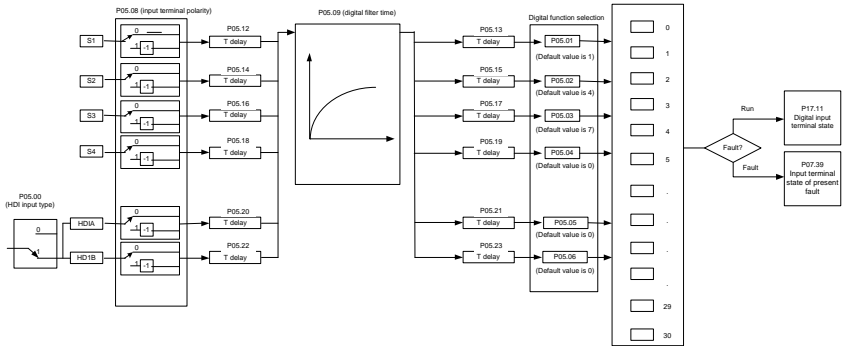 P05.08 (input terminal polarity)
S1
0
1
-1
P05.12
T delay
S2
0
1
-1
P05.14
T delay
S3
0
1
-1
P05.16
T delay
S4
0
1
-1
P05.18
T delay
P05.00
(HDI input type)
0
1
HDIA
0
1
-1
P05.20
T delay
HD1B
0
1
-1
P05.22
T delay
P05.09 (digital filter time)
P05.13
T delay
P05.15
T delay
P05.17
T delay
P05.19
T delay
P05.21
T delay
P05.23
T delay
Digital function selection
P05.01
(Default value is 1)
P05.02
(Default value is 4)
P05.03
(Default value is 7)
P05.04
(Default value is 0)
P05.05
(Default value is 0)
P05.06
(Default value is 0)
0
1
2
3
4
5
.
.
.
.
29
30
Fault?
Run
Fault
P17.11
Digital input
terminal state
P07.39
Input terminal
state of present
fault